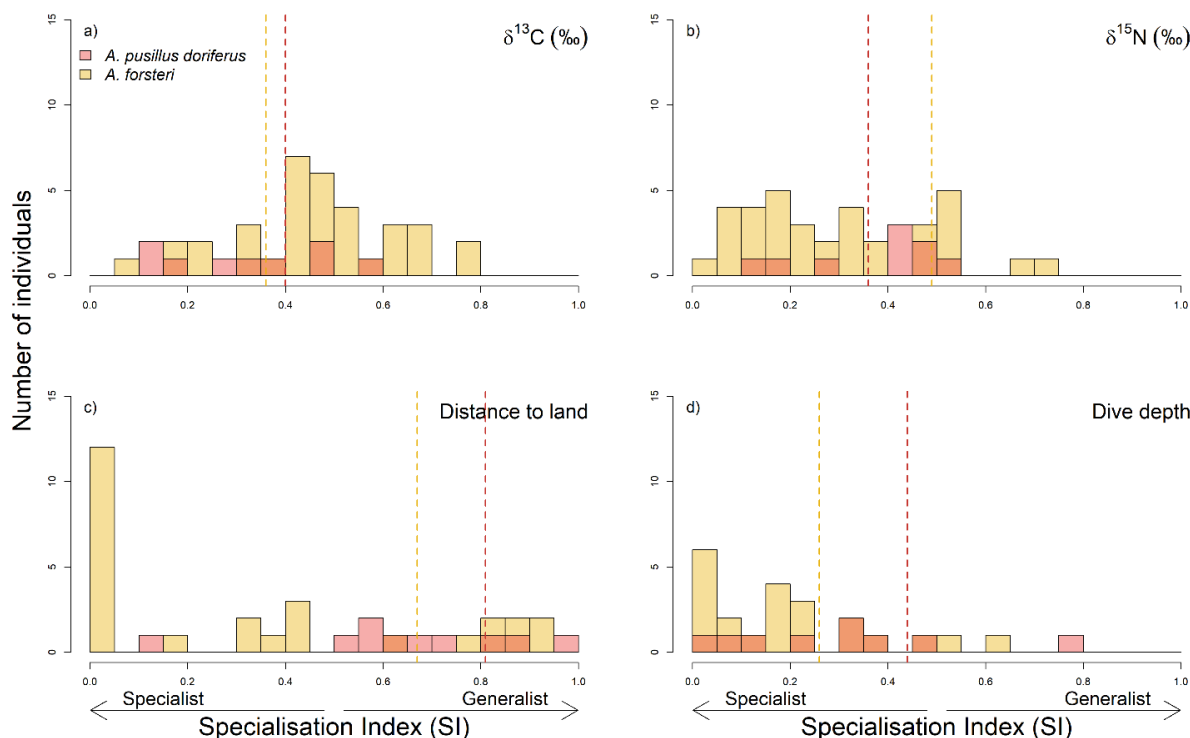 a)
δ13C (‰)
A. pusillus doriferus
A. forsteri
15
10
5
0
0.0 0.2 0.4 0.6 0.8 1.0
b)
δ15N (‰)
15
10
5
0
0.0 0.2 0.4 0.6 0.8 1.0
Number of individuals
c)
Distance to land
15
10
5
0
0.0 0.2 0.4 0.6 0.8 1.0
Specialist Generalist
Specialisation Index (SI)
d)
Dive depth
15
10
5
0
0.0 0.2 0.4 0.6 0.8 1.0
Specialist Generalist
Specialisation Index (SI)